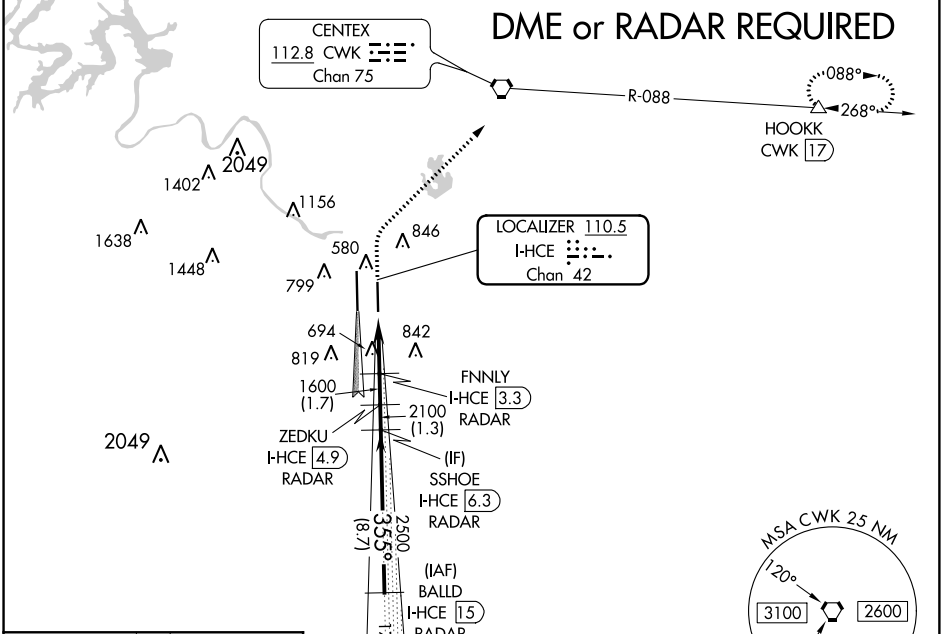 DME or RADAR REQUIRED
CENTEX
112.8 CWK
Chan 75
R-088
088°
268°
HOOKK
CWK 17
2049
1402
1156
1638
1448
580
846
799
LOCALIZER 110.5
I-HCE
Chan 42
694
842
819
1600
(1.7)
FNNLY
I-HCE 3.3
RADAR
2100
(1.3)
ZEDKU
I-HCE 4.9
RADAR
2049
(IF)
SSHOE
I-HCE 6.3
RADAR
355°
2500
(8.7)
(IAF)
BALLD
I-HCE 15
RADAR
MSA CWK 25 NM
120°
3100
2600